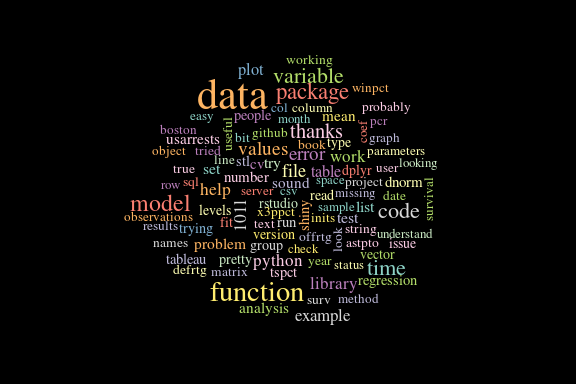 working
plot
variable
data
package
winpct
col
column
probably
easy
people
month
mean
pcr
boston
usarrests
useful
bit
github
thanks
coef
graph
book
type
object
tried
values
error
work
parameters
line
stl
cv
try
looking
true
set
number
file
table
dplyr
user
row
sql
help
server
sound
space
project
dnorm
csv
read
missing
date
survival
model
levels
1011
rstudio
shiny
sample
list
code
observations
fit
x3ppct
inits
test
results
trying
text
run
look
string
understand
version
offrtg
names
problem
group
check
astpto
issue
tableau
pretty
python
year
status
vector
time
defrtg
matrix
tspct
library
regression
function
surv
method
analysis
example